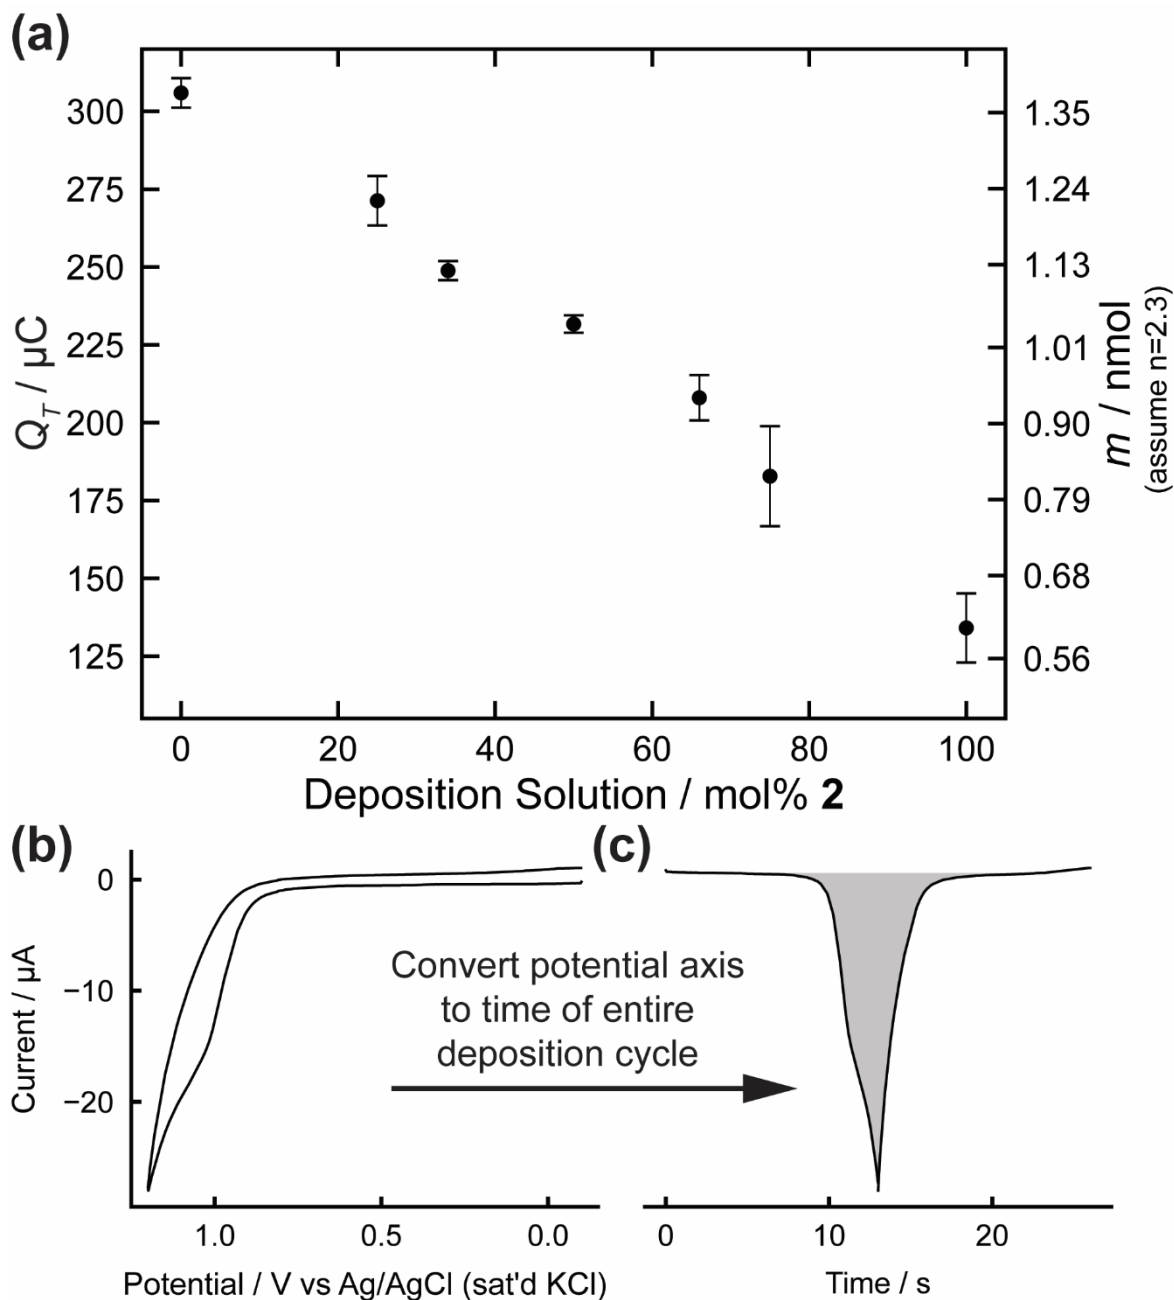 (a)
300
275
250
225
200
175
150
125
Q_T / µC
1.35
1.24
1.13
1.01
0.90
0.79
0.68
0.56
m / nmol
(assume n=2.3)
0 20 40 60 80 100
Deposition Solution / mol% 2
(b)
0
−10
−20
Current / µA
1.0 0.5 0.0
Potential / V vs Ag/AgCl (sat'd KCl)
Convert potential axis
to time of entire
deposition cycle
(c)
0 10 20
Time / s